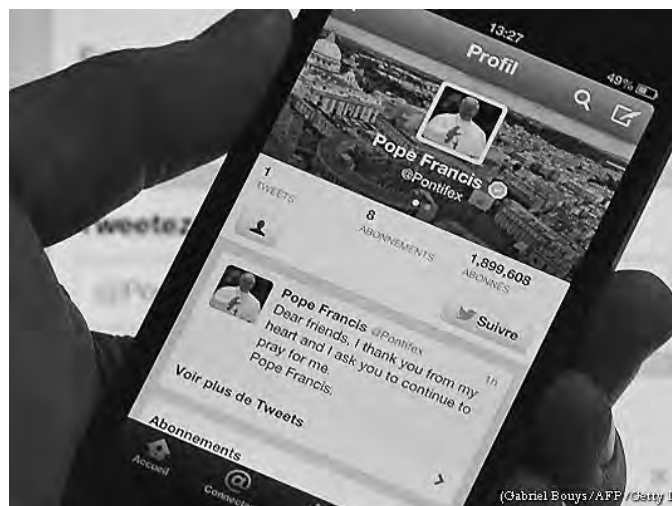 13:27
49%
Profil
Pope Francis
@Pontifex
1
TWEETS
8
ABONNEMENTS
1,899,608
ABONNÉS
Suivre
Tweetez
Pope Francis @Pontifex
1h
Dear friends, I thank you from my
heart and I ask you to continue to
pray for me.
Pope Francis.
Voir plus de Tweets
Abonnements
Accueil
(Gabriel Bouys/AFP/Getty